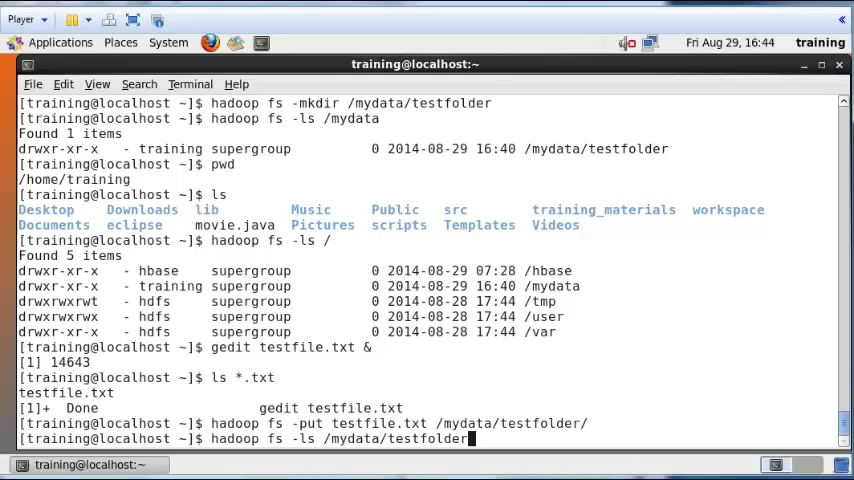 Player
Applications Places System Fri Aug 29, 16:44 training
training@localhost:~
File Edit View Search Terminal Help
[training@localhost ~]$ hadoop fs -mkdir /mydata/testfolder
[training@localhost ~]$ hadoop fs -ls /mydata
Found 1 items
drwxr-xr-x - training supergroup 0 2014-08-29 16:40 /mydata/testfolder
[training@localhost ~]$ pwd
/home/training
[training@localhost ~]$ ls
Desktop Downloads lib Music Public src training_materials workspace
Documents eclipse movie.java Pictures scripts Templates Videos
[training@localhost ~]$ hadoop fs -ls /
Found 5 items
drwxr-xr-x - hbase supergroup 0 2014-08-29 07:28 /hbase
drwxr-xr-x - training supergroup 0 2014-08-29 16:40 /mydata
drwxrwxrwt - hdfs supergroup 0 2014-08-28 17:44 /tmp
drwxrwxrwx - hdfs supergroup 0 2014-08-28 17:44 /user
drwxr-xr-x - hdfs supergroup 0 2014-08-28 17:44 /var
[training@localhost ~]$ gedit testfile.txt &
[1] 14643
[training@localhost ~]$ ls *.txt
testfile.txt
[1]+ Done gedit testfile.txt
[training@localhost ~]$ hadoop fs -put testfile.txt /mydata/testfolder/
[training@localhost ~]$ hadoop fs -ls /mydata/testfolder
training@localhost:~